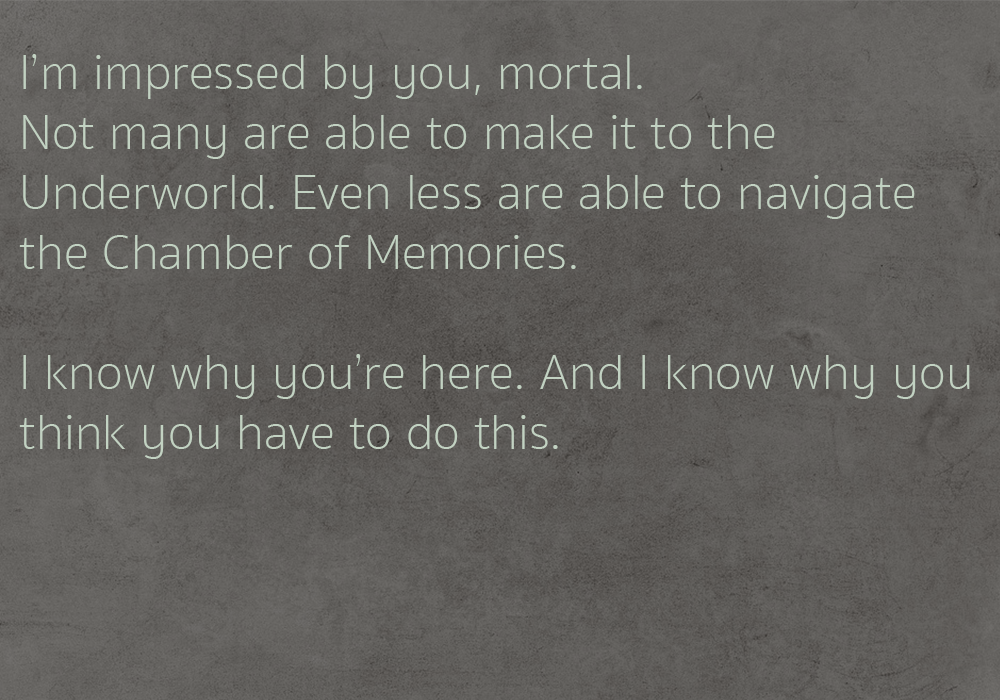 I’m impressed by you, mortal.
Not many are able to make it to the
Underworld. Even less are able to navigate
the Chamber of Memories.
I know why you’re here. And I know why you
think you have to do this.